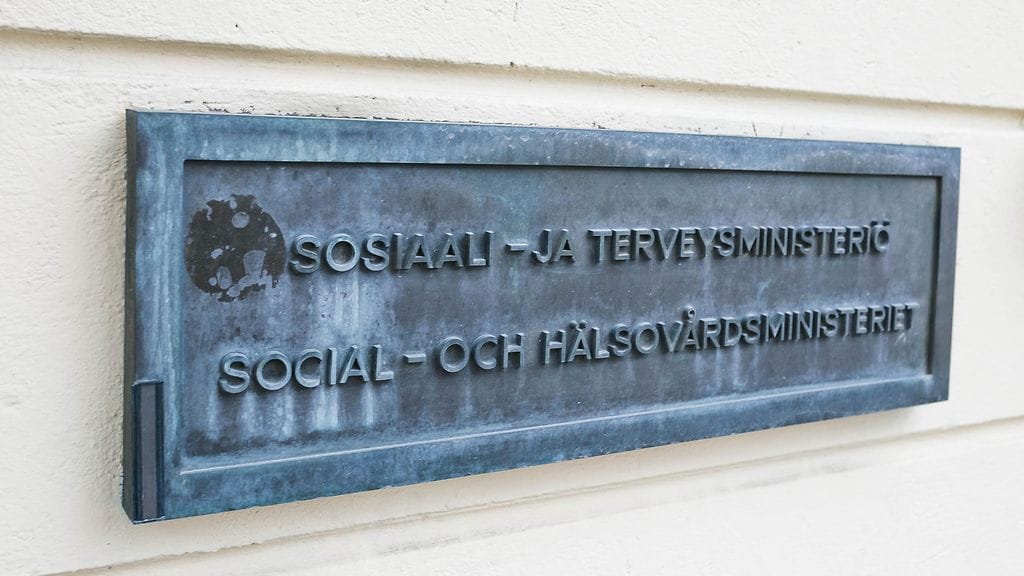 SOSIAALI -JA TERVEYSMINISTERIÖ
SOCIAL - OCH HÄLSOVÅRDSMINISTERIET